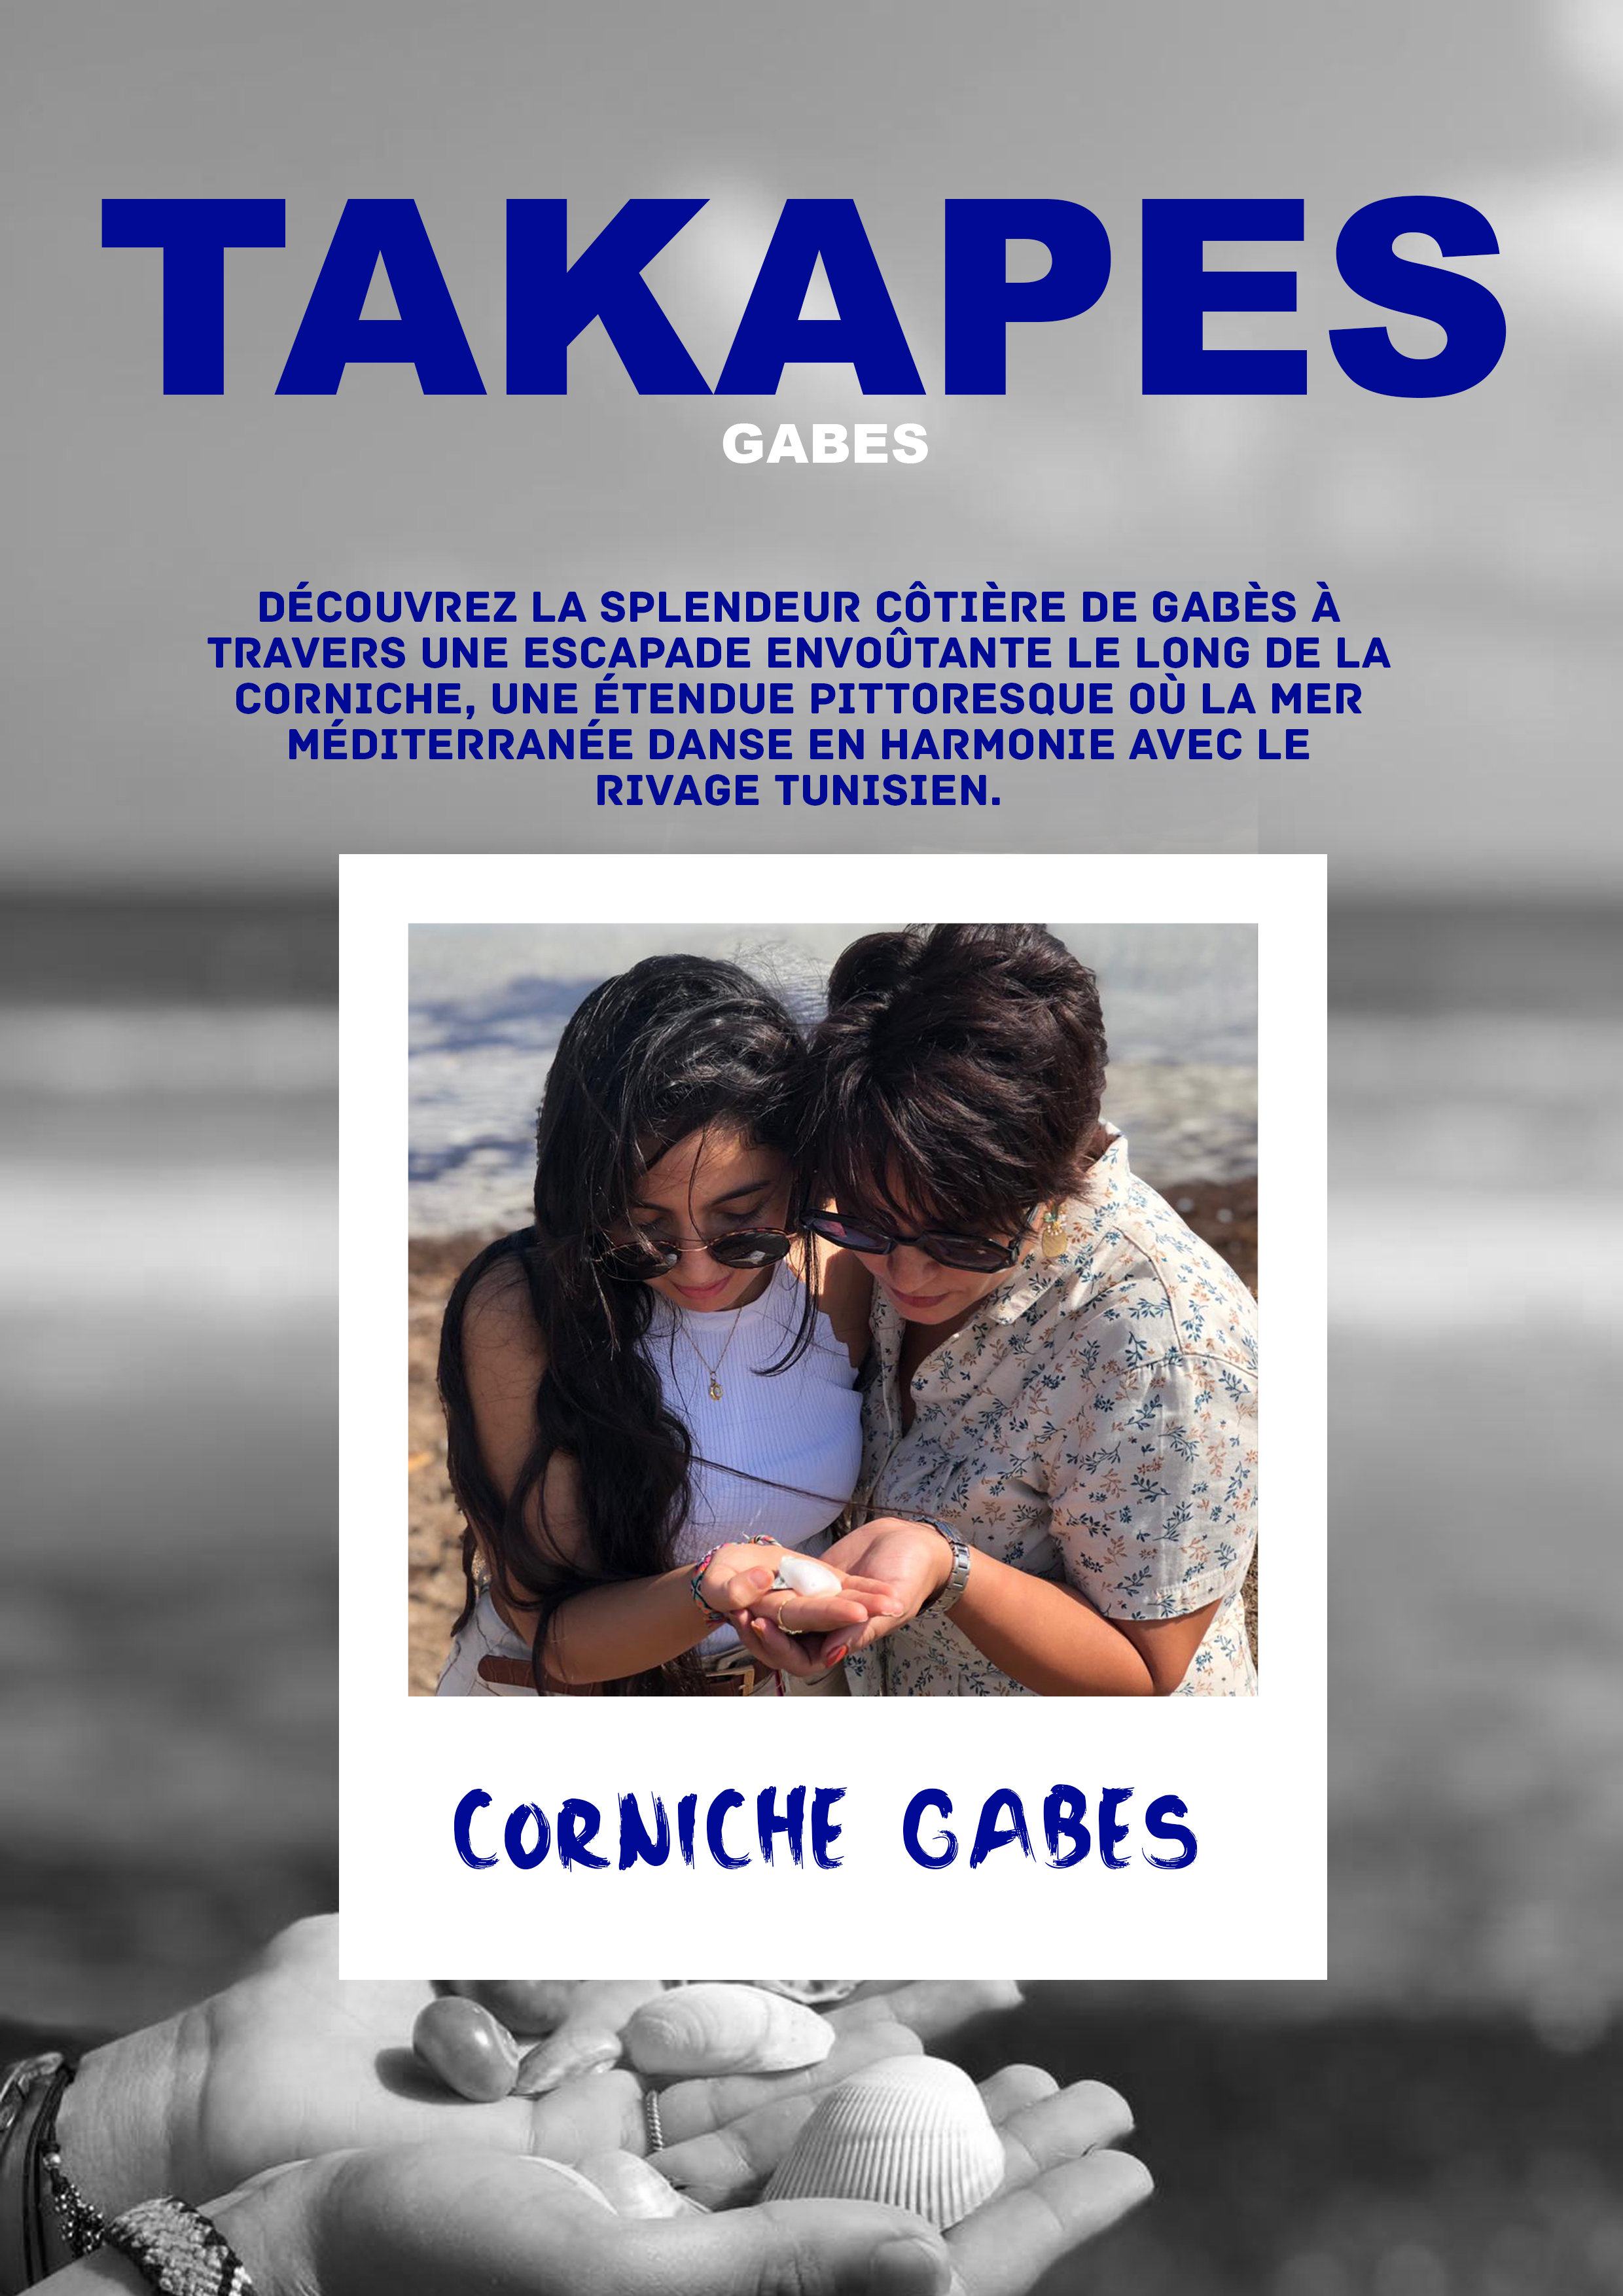 TAKAPES
GABES
DÉCOUVREZ LA SPLENDEUR CÔTIÈRE DE GABÈS À
TRAVERS UNE ESCAPADE ENVOÛTANTE LE LONG DE LA
CORNICHE, UNE ÉTENDUE PITTORESQUE OÙ LA MER
MÉDITERRANÉE DANSE EN HARMONIE AVEC LE
RIVAGE TUNISIEN.
CORNICHE GABES